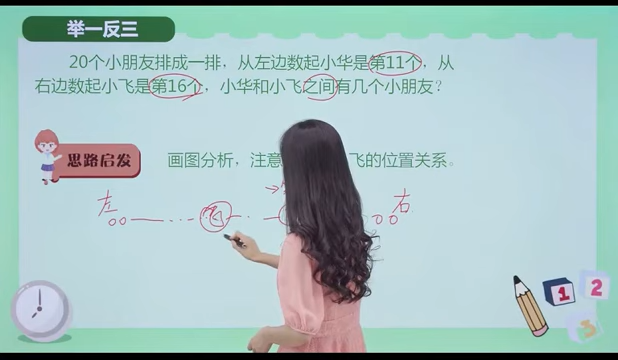 举一反三
20个小朋友排成一排，从左边数起小华是第11个，从
右边数起小飞是第16个，小华和小飞之间有几个小朋友？
思路启发
画图分析，注意
飞的位置关系。
左
右
1
2
3